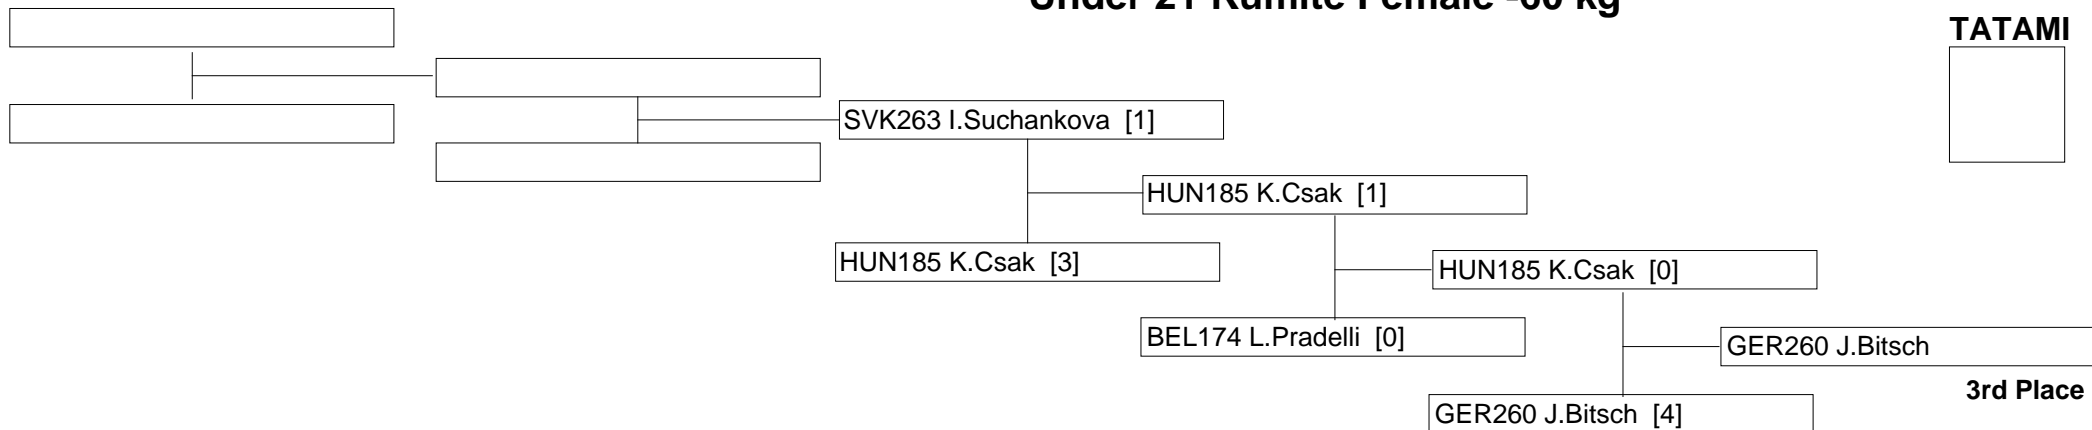 Under 21 Kumite Female -60 kg
TATAMI
SVK263 I.Suchankova [1]
HUN185 K.Csak [1]
HUN185 K.Csak [3]
HUN185 K.Csak [0]
BEL174 L.Pradelli [0]
GER260 J.Bitsch
3rd Place
GER260 J.Bitsch [4]